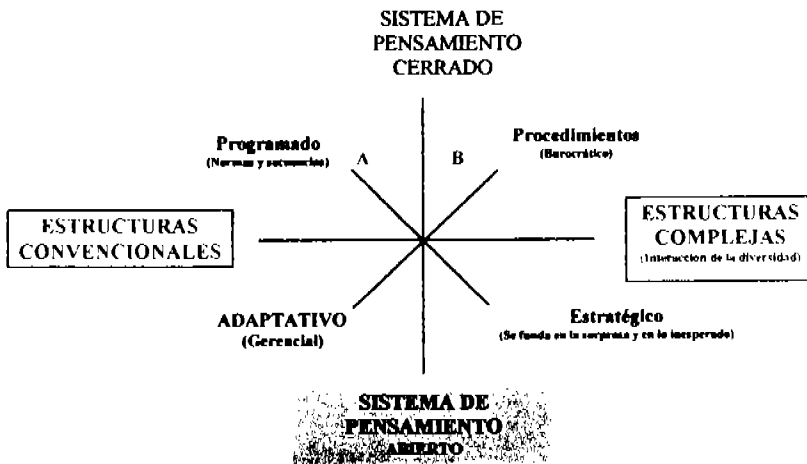 SISTEMA DE
PENSAMIENTO
CERRADO
Programado
(Normas y secuencias)
A
B
Procedimientos
(Burocrático)
ESTRUCTURAS
CONVENCIONALES
ESTRUCTURAS
COMPLEJAS
(Interacción de la diversidad)
ADAPTATIVO
(Gerencial)
Estratégico
(Se funda en la sorpresa y en lo inesperado)
SISTEMA DE
PENSAMIENTO
ABIERTO